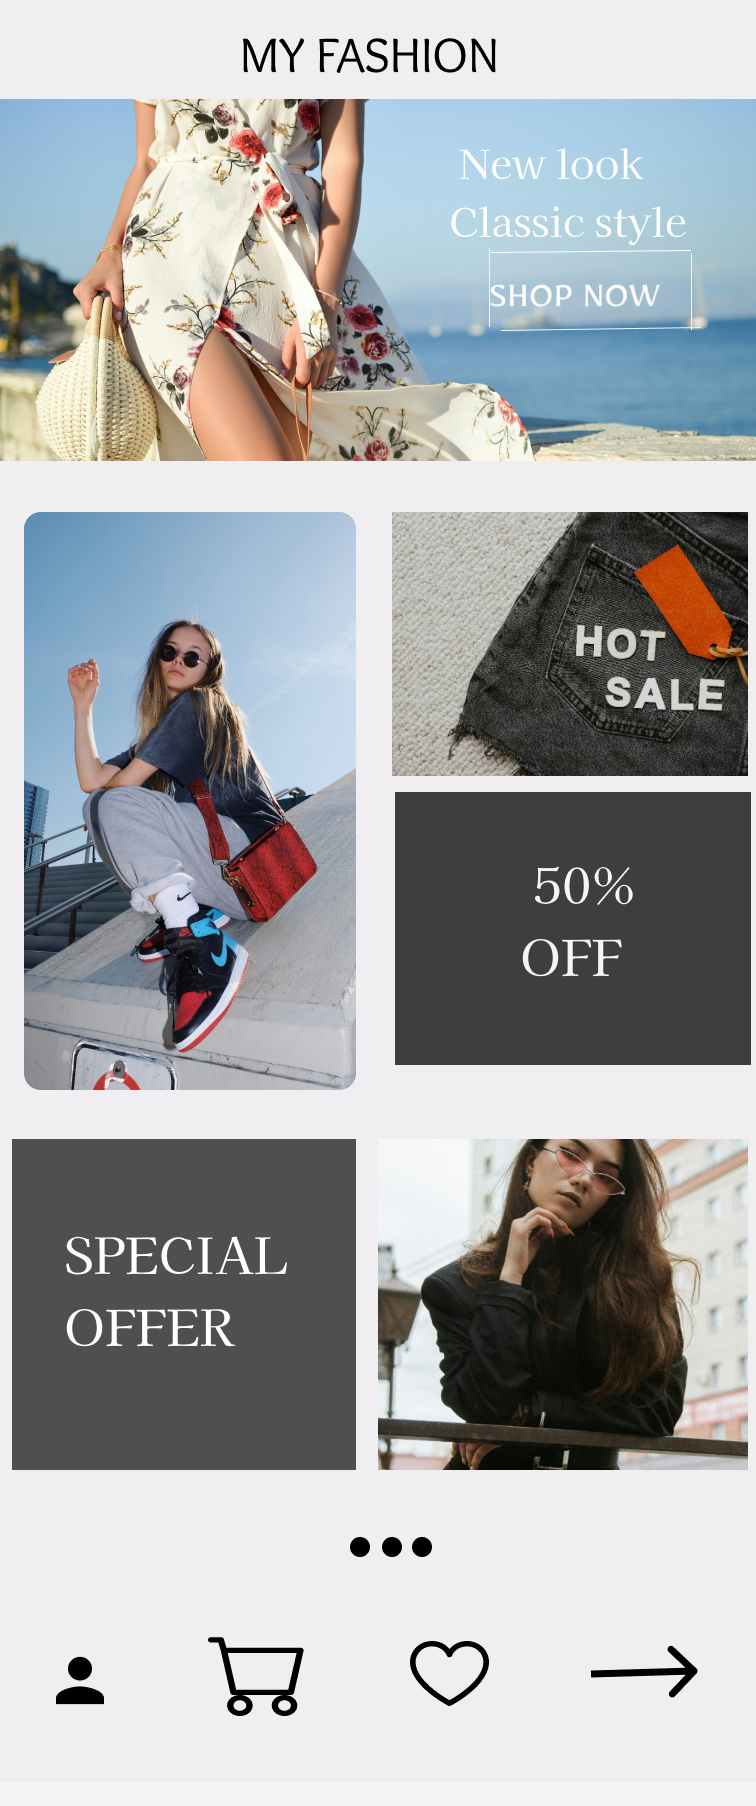 MY FASHION
New look
Classic style
SHOP NOW
HOT
SALE
50%
OFF
SPECIAL
OFFER